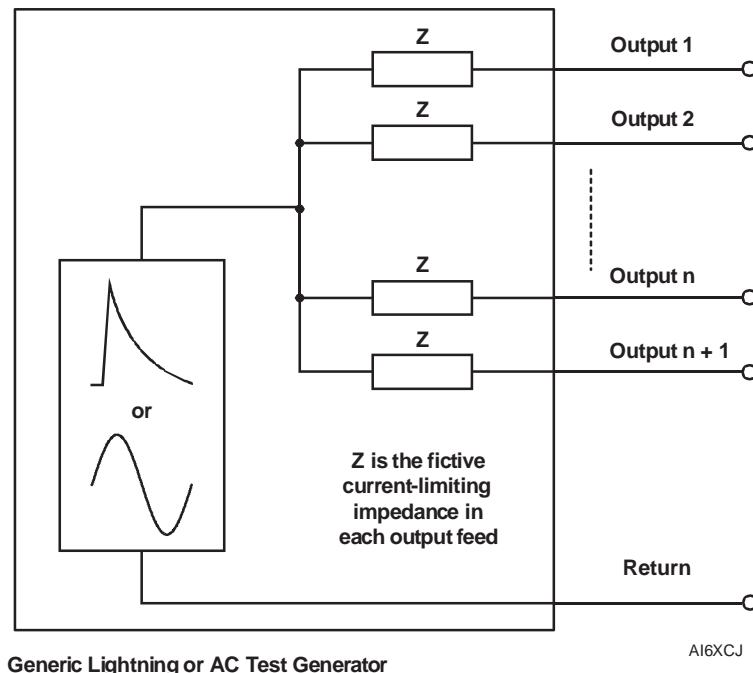 Z
Output 1
Z
Output 2
Z
Output n
Z
Output n + 1
or
Z is the fictive
current-limiting
impedance in
each output feed
Return
AI6XCJ
Generic Lightning or AC Test Generator